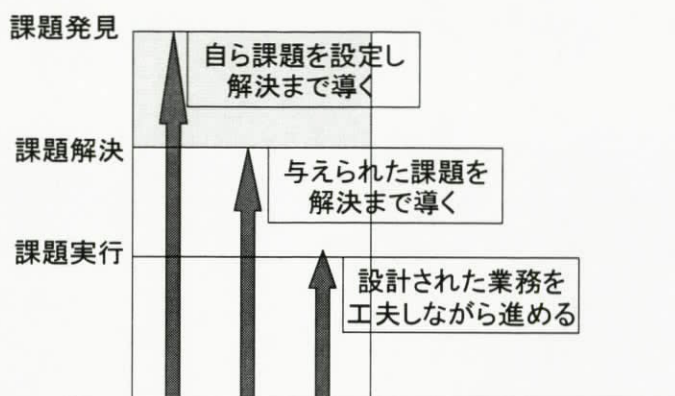 課題発見
自ら課題を設定し
解決まで導く
課題解決
与えられた課題を
解決まで導く
課題実行
設計された業務を
工夫しながら進める